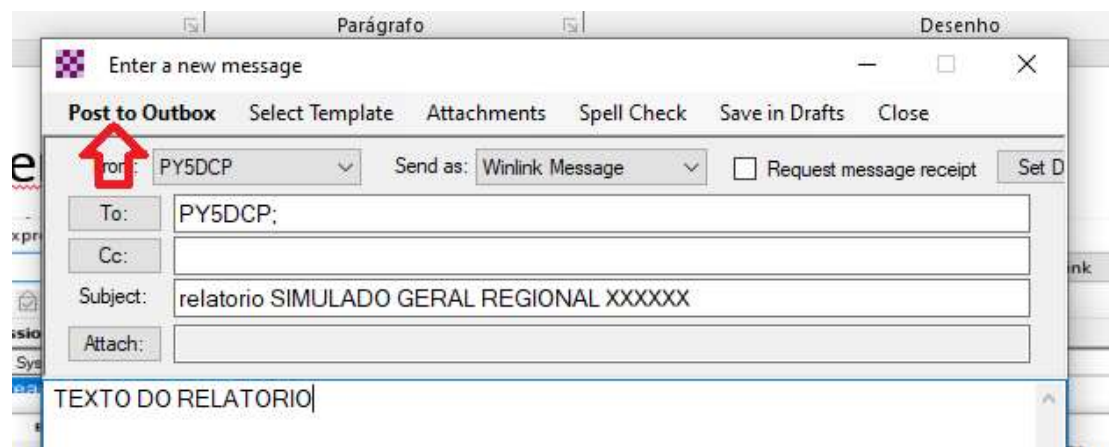 Parágrafo Desenho
Enter a new message
Post to Outbox Select Template Attachments Spell Check Save in Drafts Close
PY5DCP Send as: Winlink Message Request message receipt Set D
To: PY5DCP;
Cc:
Subject: relatorio SIMULADO GERAL REGIONAL XXXXXX
Attach:
TEXTO DO RELATORIO